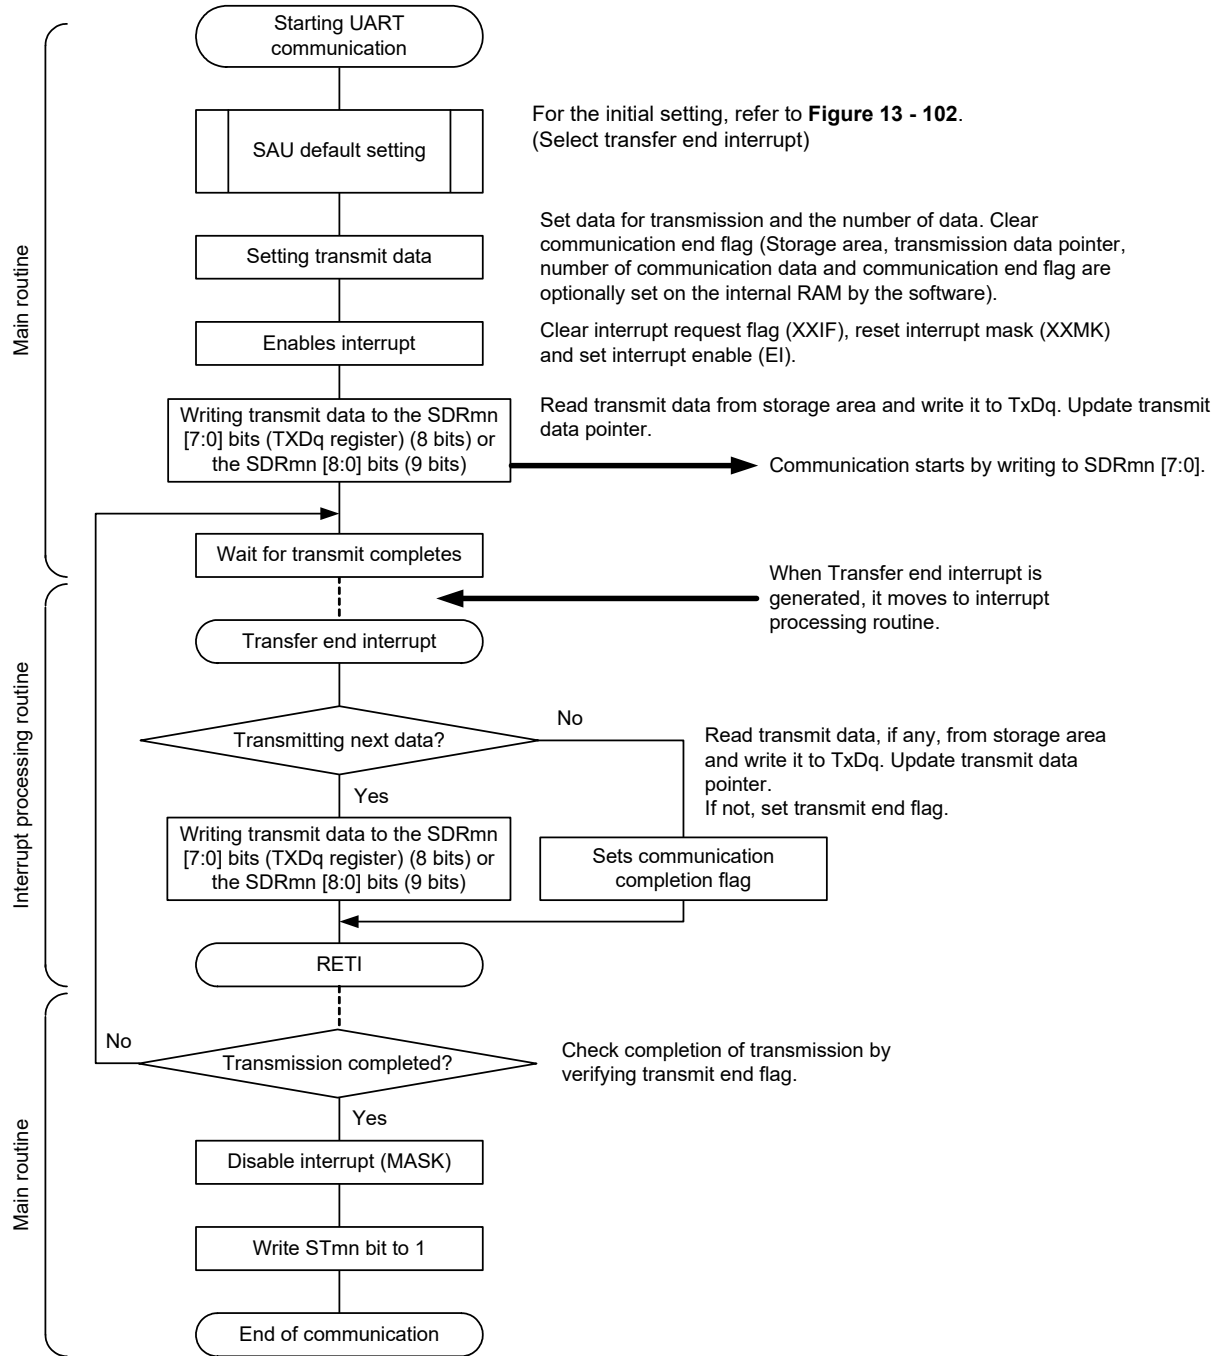 Starting UART
communication
For the initial setting, refer to Figure 13 - 102.
(Select transfer end interrupt)
SAU default setting
Set data for transmission and the number of data. Clear
communication end flag (Storage area, transmission data pointer,
number of communication data and communication end flag are
optionally set on the internal RAM by the software).
Setting transmit data
Main routine
Enables interrupt
Clear interrupt request flag (XXIF), reset interrupt mask (XXMK)
and set interrupt enable (EI).
Writing transmit data to the SDRmn
[7:0] bits (TXDq register) (8 bits) or
the SDRmn [8:0] bits (9 bits)
Read transmit data from storage area and write it to TxDq. Update transmit
data pointer.
Communication starts by writing to SDRmn [7:0].
Wait for transmit completes
When Transfer end interrupt is
generated, it moves to interrupt
processing routine.
Transfer end interrupt
Interrupt processing routine
Transmitting next data?
No
Yes
Read transmit data, if any, from storage area
and write it to TxDq. Update transmit data
pointer.
If not, set transmit end flag.
Writing transmit data to the SDRmn
[7:0] bits (TXDq register) (8 bits) or
the SDRmn [8:0] bits (9 bits)
Sets communication
completion flag
RETI
No
Transmission completed?
Check completion of transmission by
verifying transmit end flag.
Yes
Main routine
Disable interrupt (MASK)
Write STmn bit to 1
End of communication